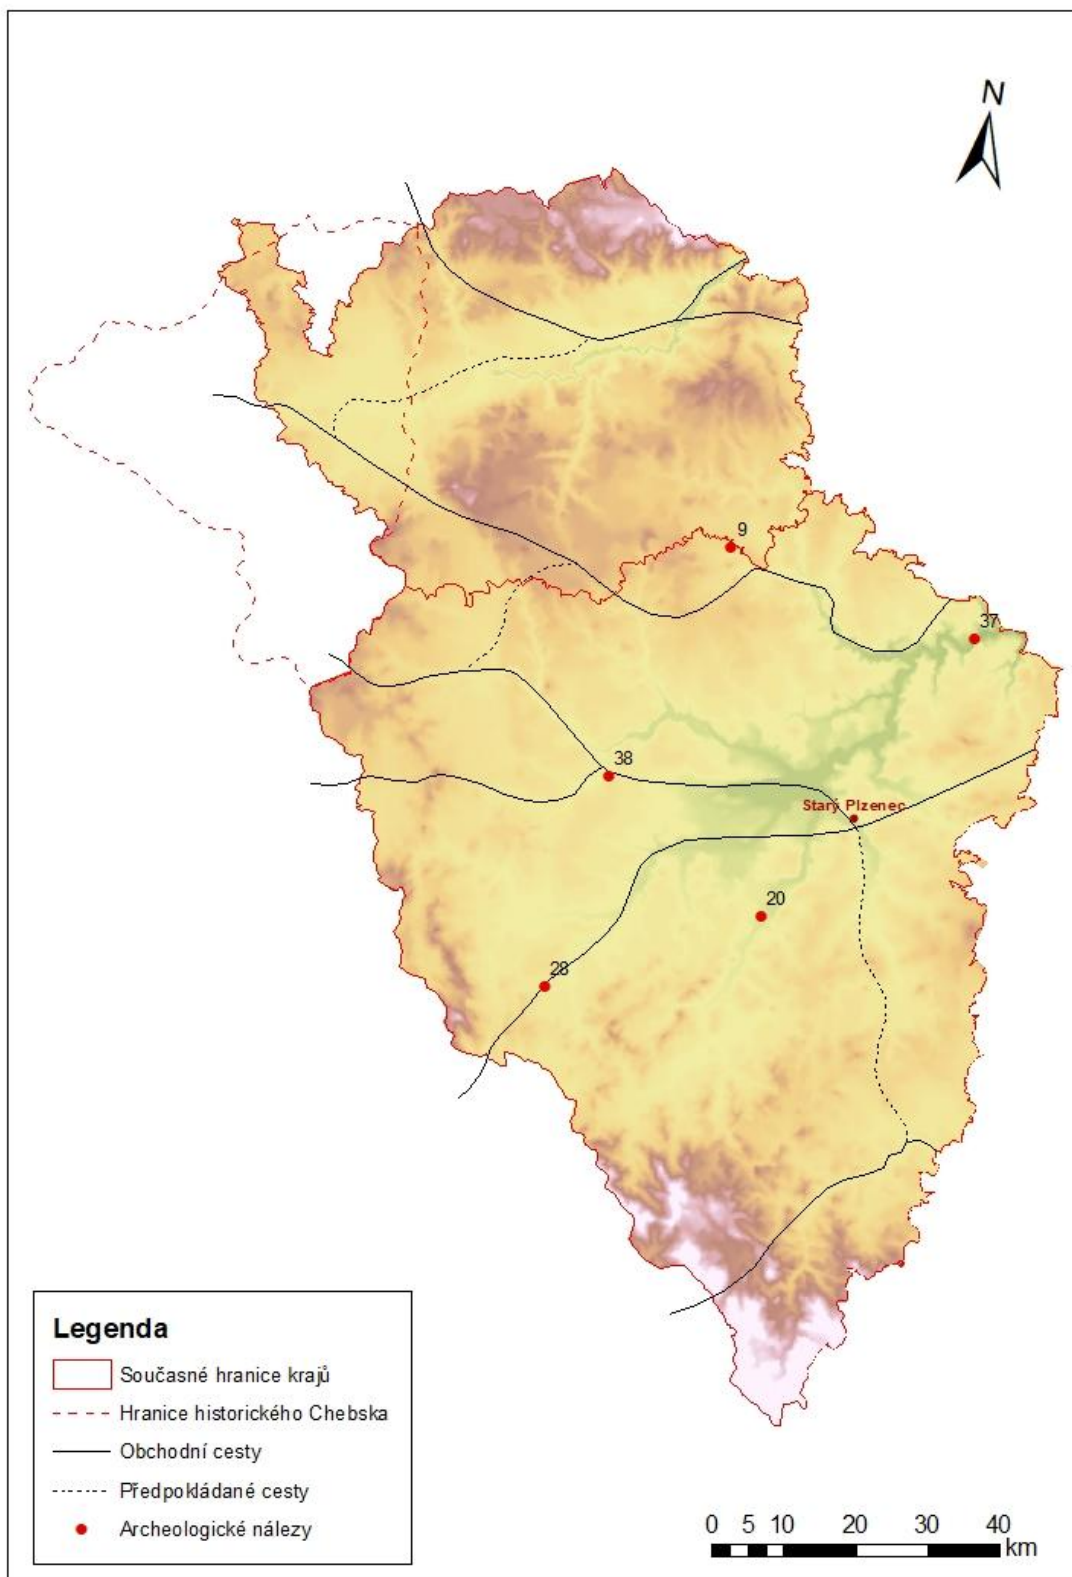 N
9
37
38
Starý Plzenec
20
28
Legenda
Současné hranice krajů
Hranice historického Chebska
Obchodní cesty
Předpokládané cesty
Archeologické nálezy
0 5 10 20 30 40
km